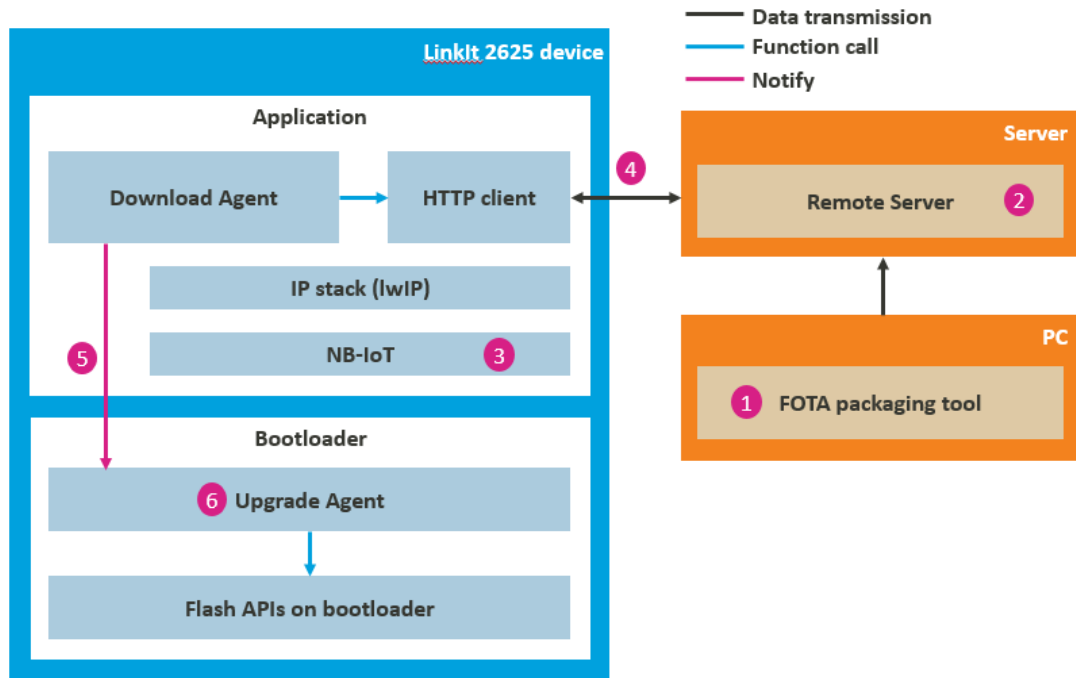 Data transmission
Function call
Notify
LinkIt 2625 device
Application
Download Agent
HTTP client
4
Server
Remote Server
2
IP stack (lwIP)
NB-IoT
3
5
PC
1
FOTA packaging tool
Bootloader
6
Upgrade Agent
Flash APIs on bootloader